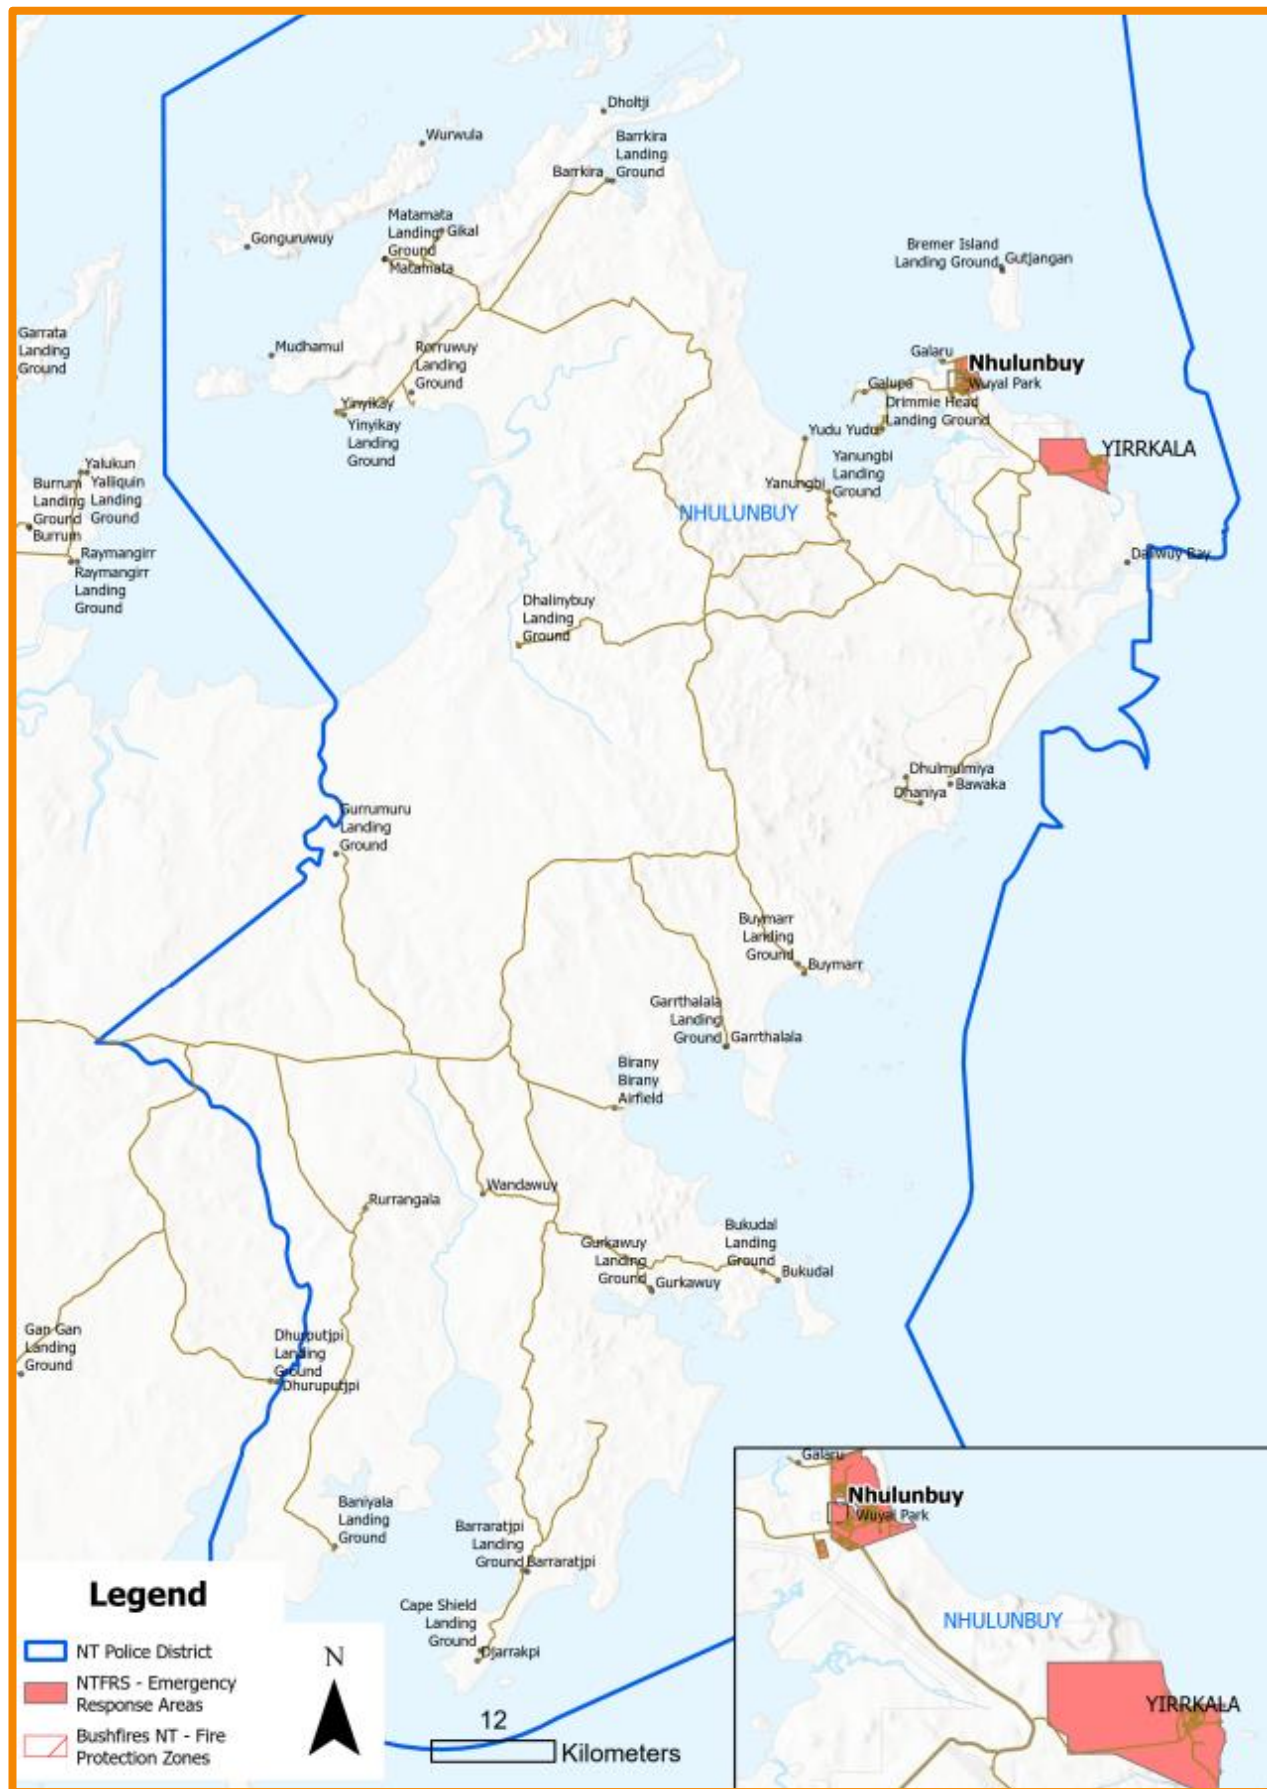 Dholtji
Wurwula
Barrkira
Landing
Ground
Barrkira
Matamata
Landing
Ground
Gikal
Matamata
Gonguruwuy
Bremer Island
Landing Ground
Gutjangan
Garrata
Landing
Ground
Mudhamul
Rorruwuy
Landing
Ground
Galaru
Nhulunbuy
Wuyal Park
Galupa
Drimmie Head
Landing Ground
Yinyikay
Yinyikay
Landing
Ground
Yudu Yudu
YIRRKALA
Yanungbi
Landing
Ground
Yanungbi
Yalukun
Yalliquin
Landing
Ground
Burrum
Landing
Ground
Burrum
NHULUNBUY
Raymangirr
Raymangirr
Landing
Ground
Daliwuy Bay
Dhalinybuy
Landing
Ground
Dhulmulmiya
Bawaka
Dhaniya
Gurrumuru
Landing
Ground
Buymarr
Landing
Ground
Buymarr
Garrthalala
Landing
Ground
Garrthalala
Birany
Birany
Airfield
Wandawuy
Rurrangala
Bukudal
Landing
Ground
Bukudal
Gurkawuy
Landing
Ground
Gurkawuy
Gan Gan
Landing
Ground
Dhurputjpi
Landing
Ground
Dhuruputjpi
Baniyala
Landing
Ground
Barraratjpi
Landing
Ground
Barraratjpi
Cape Shield
Landing
Ground
Djarrakpi
Galaru
Nhulunbuy
Wuyal Park
NHULUNBUY
YIRRKALA
Legend
NT Police District
NTFRS - Emergency
Response Areas
Bushfires NT - Fire
Protection Zones
N
12
Kilometers